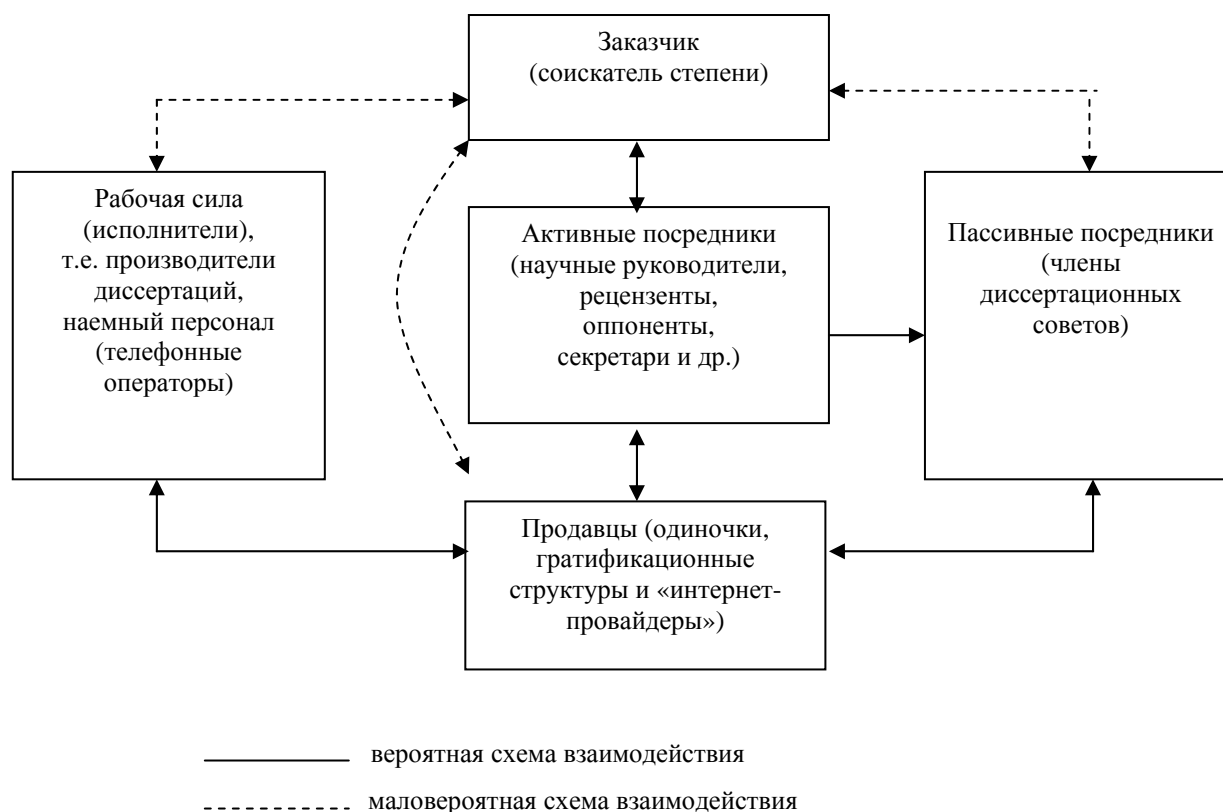 Заказчик
(соискатель степени)
Рабочая сила
(исполнители),
т.е. производители
диссертаций,
наемный персонал
(телефонные
операторы)
Активные посредники
(научные руководители,
рецензенты,
оппоненты,
секретари и др.)
Пассивные посредники
(члены
диссертационных
советов)
Продавцы (одиночки,
гратификационные
структуры и «интернет-
провайдеры»)
вероятная схема взаимодействия
маловероятная схема взаимодействия